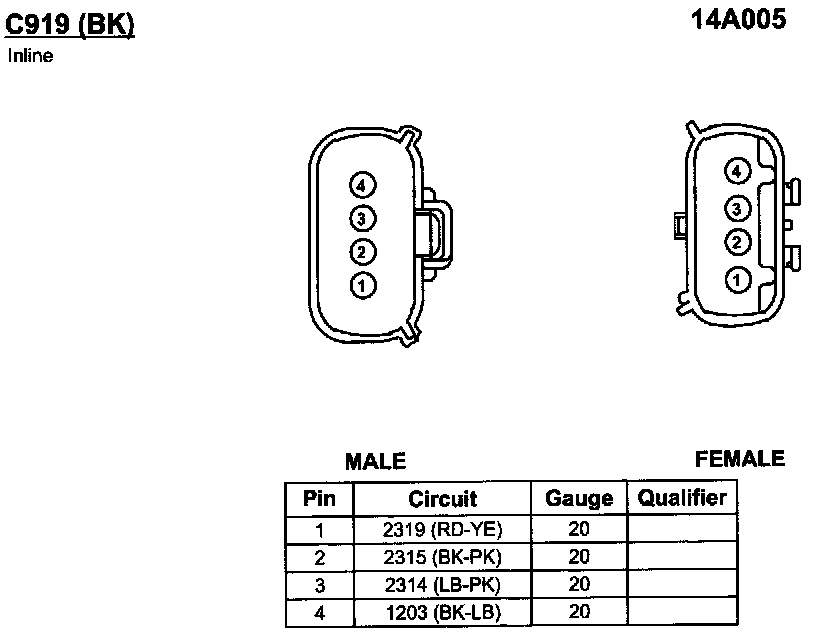 C919 (BK)
14A005
Inline
4
3
2
1
4
3
2
1
MALE
FEMALE
Pin Circuit Gauge Qualifier
1 2319 (RD-YE) 20
2 2315 (BK-PK) 20
3 2314 (LB-PK) 20
4 1203 (BK-LB) 20